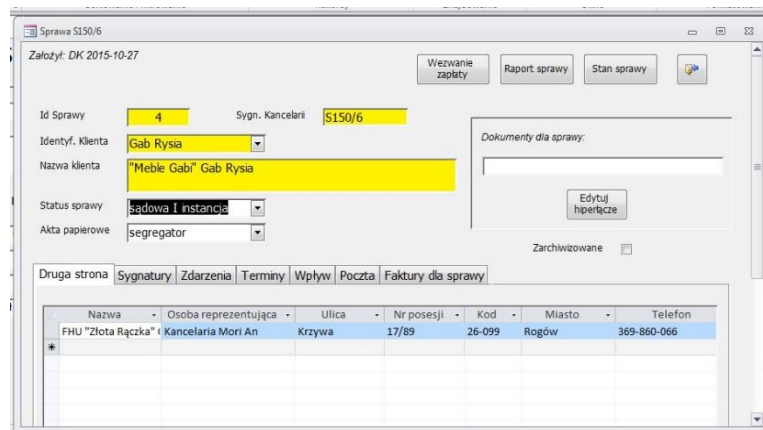 Sprawa S150/6
Założył: DK 2015-10-27
Wezwanie
zapłaty
Raport sprawy
Stan sprawy
Id Sprawy 4 Sygn. Kancelarii S150/6
Identyf. Klienta Gab Rysia
Nazwa klienta "Meble Gabi" Gab Rysia
Status sprawy sądowa I instancja
Akta papierowe segregator
Dokumenty dla sprawy:
Edytuj
hiperłącze
Zarchiwizowane
Druga strona Sygnatury Zdarzenia Terminy Wpływ Poczta Faktury dla sprawy
Nazwa Osoba reprezentująca Ulica Nr posesji Kod Miasto Telefon
FHU "Złota Rączka" Kancelaria Mori An Krzywa 17/89 26-099 Rogów 369-860-066